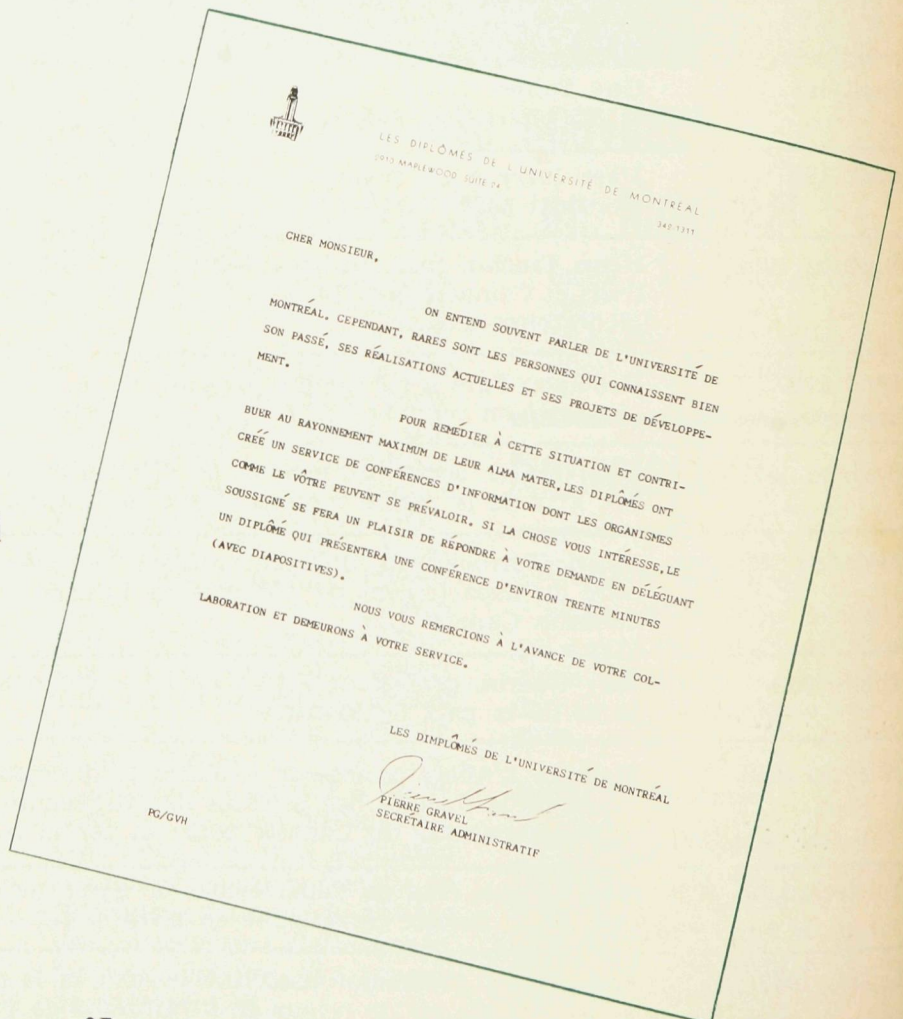 LES DIPLÔMES DE L'UNIVERSITÉ DE MONTRÉAL
2910 MAPLEWOOD SUITE 24
342-1311
CHER MONSIEUR,
ON ENTEND SOUVENT PARLER DE L'UNIVERSITÉ DE
MONTRÉAL. CEPENDANT, RARES SONT LES PERSONNES QUI CONNAISSENT BIEN
SON PASSÉ, SES RÉALISATIONS ACTUELLES ET SES PROJETS DE DÉVELOPPE-
MENT.
POUR REMÉDIER À CETTE SITUATION ET CONTRI-
BUER AU RAYONNEMENT MAXIMUM DE LEUR ALMA MATER, LES DIPLÔMÉS ONT
CRÉÉ UN SERVICE DE CONFÉRENCES D'INFORMATION DONT LES ORGANISMES
COMME LE VÔTRE PEUVENT SE PRÉVALOIR. SI LA CHOSE VOUS INTÉRESSE, LE
SOUSSIGNÉ SE FERA UN PLAISIR DE RÉPONDRE À VOTRE DEMANDE EN DÉLÉGUANT
UN DIPLÔMÉ QUI PRÉSENTERA UNE CONFÉRENCE D'ENVIRON TRENTE MINUTES
(AVEC DIAPOSITIVES).
NOUS VOUS REMERCIONS À L'AVANCE DE VOTRE COL-
LABORATION ET DEMEURONS À VOTRE SERVICE.
LES DIMPLÔMÉS DE L'UNIVERSITÉ DE MONTRÉAL
PIERRE GRAVEL
SECRÉTAIRE ADMINISTRATIF
PG/GVH